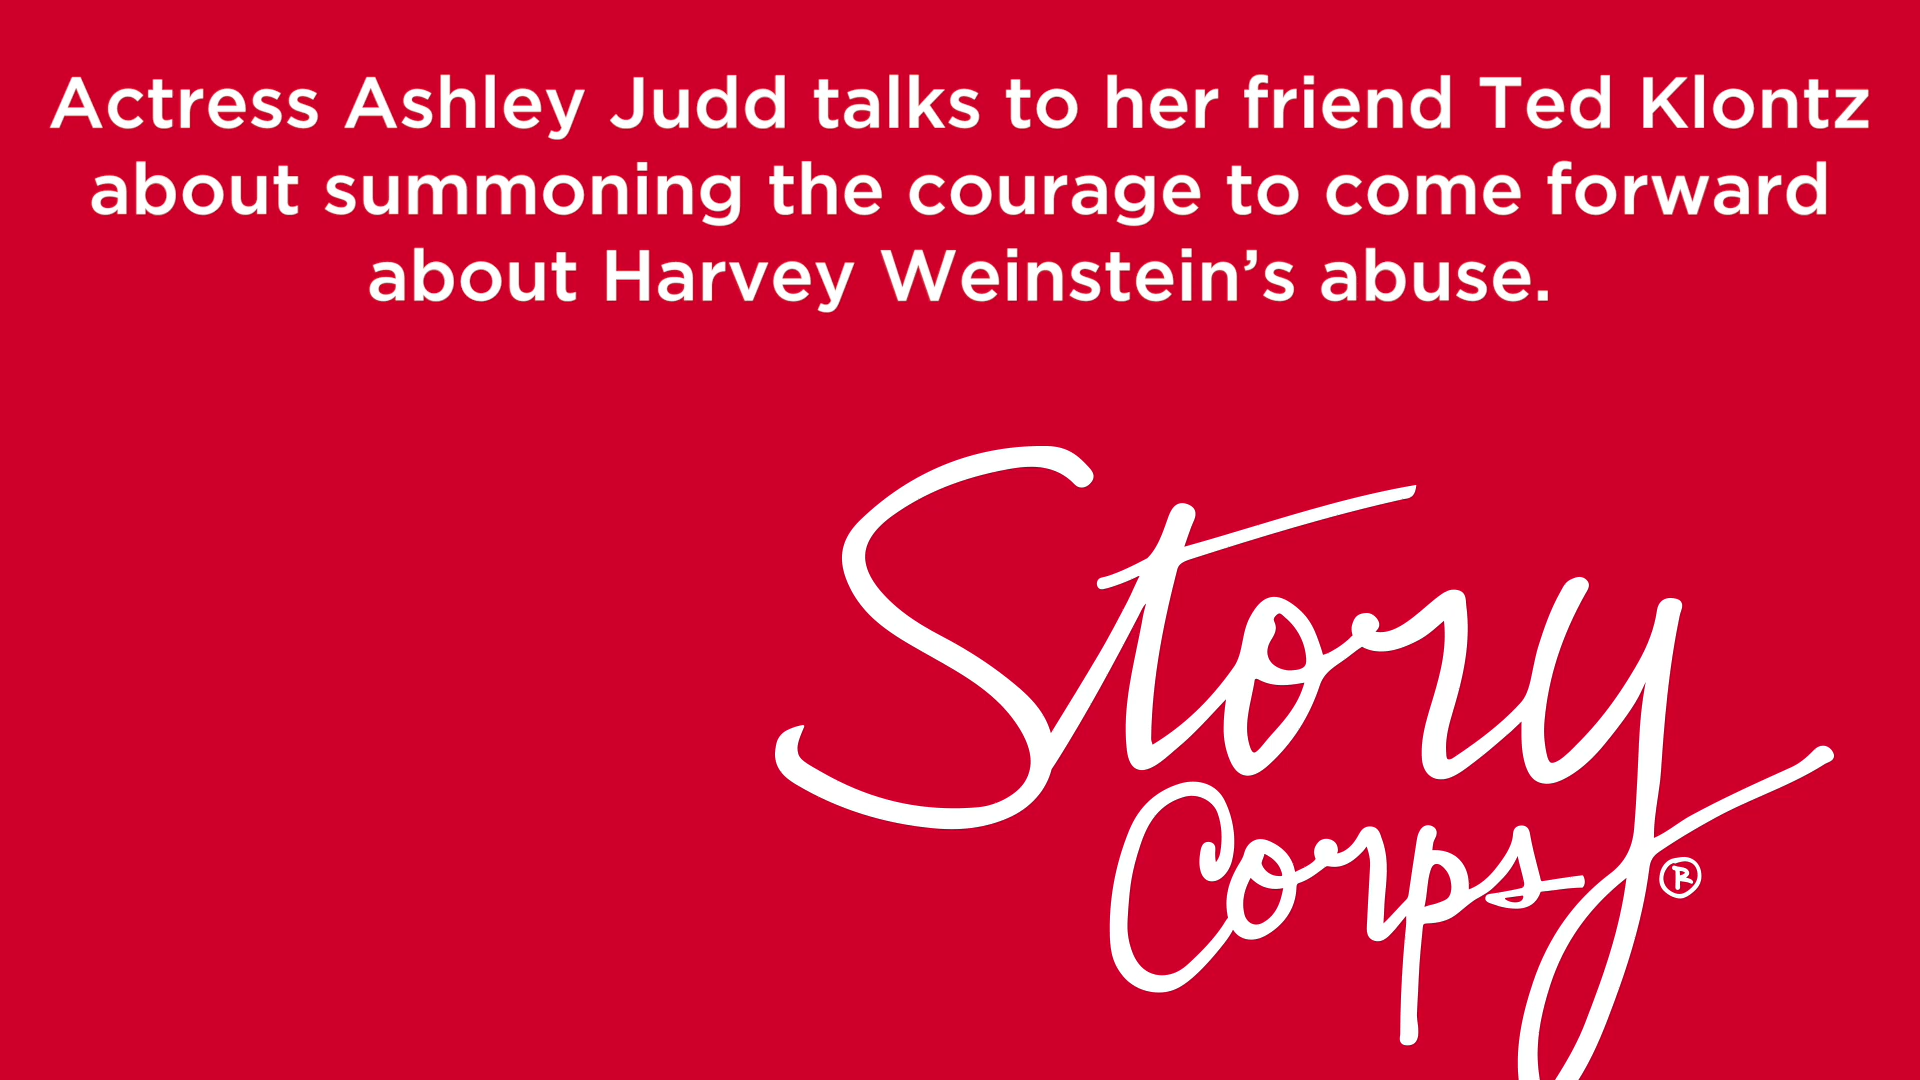 Actress Ashley Judd talks to her friend Ted Klontz
about summoning the courage to come forward
about Harvey Weinstein’s abuse.
Story
Corps®